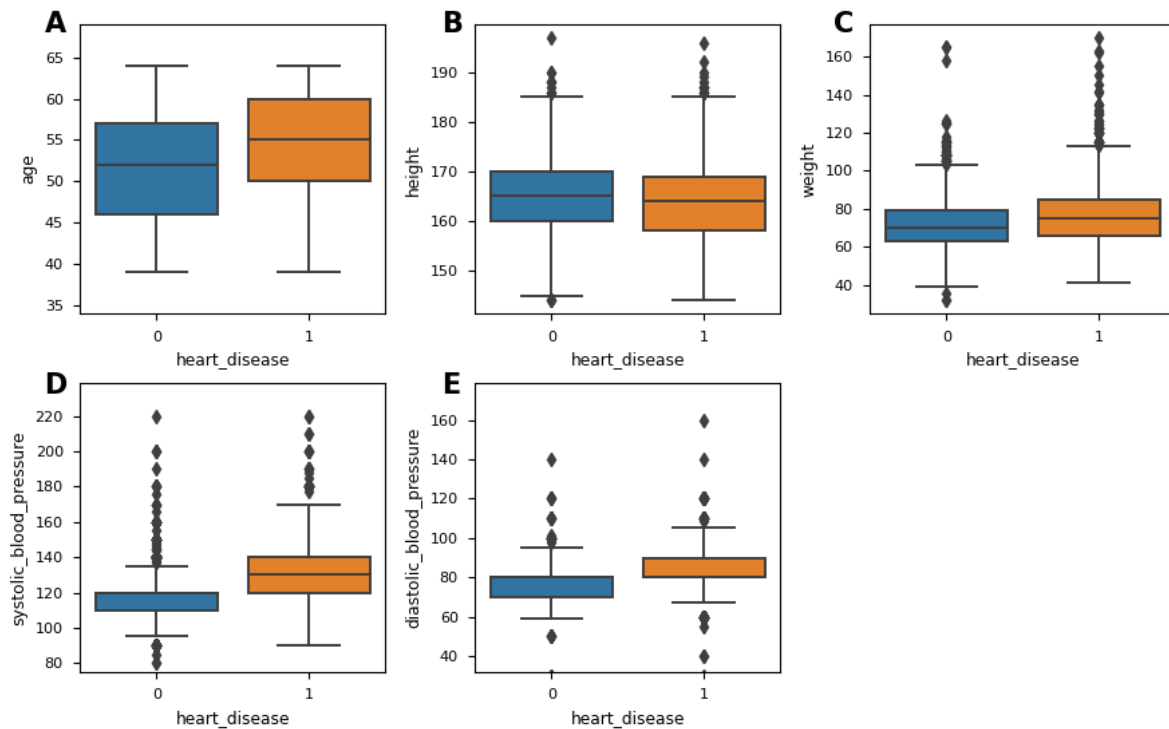 A
age
65
60
55
50
45
40
35
0
1
heart_disease
B
height
190
180
170
160
150
0
1
heart_disease
C
weight
160
140
120
100
80
60
40
0
1
heart_disease
D
systolic_blood_pressure
220
200
180
160
140
120
100
80
0
1
heart_disease
E
diastolic_blood_pressure
160
140
120
100
80
60
40
0
1
heart_disease